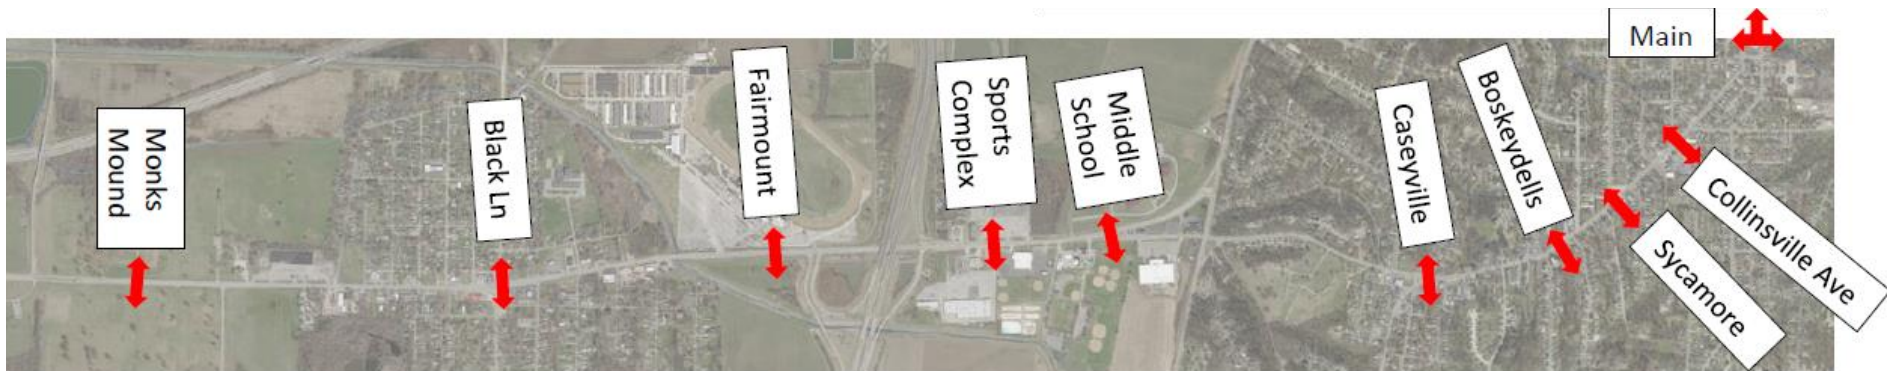 Monks
Mound
Black Ln
Fairmount
Sports
Complex
Middle
School
Caseyville
Boskeydells
Main
Collinsville Ave
Sycamore